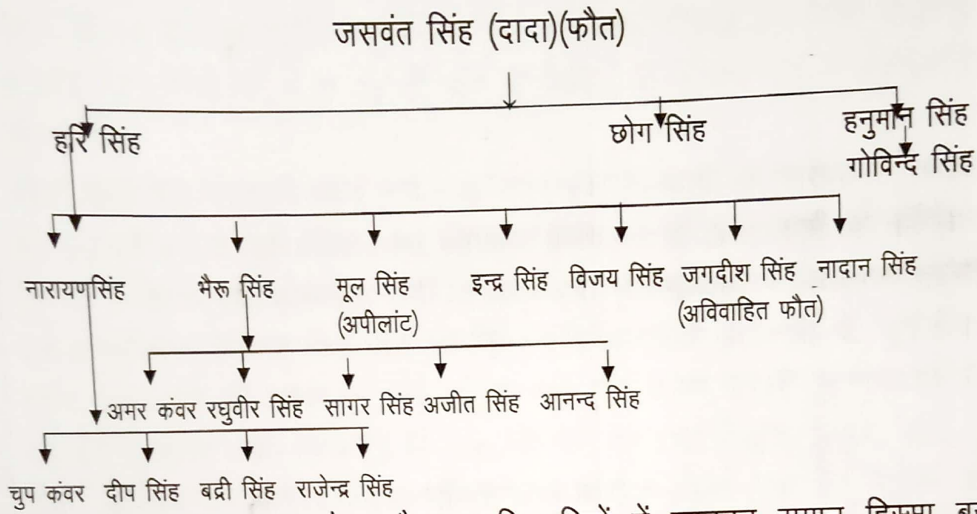 जसवंत सिंह (दादा)(फौत)
हरि सिंह छोग सिंह हनुमान सिंह
गोविन्द सिंह
नारायणसिंह भैरू सिंह मूल सिंह इन्द्र सिंह विजय सिंह जगदीश सिंह नादान सिंह
(अपीलांट) (अविवाहित फौत)
अमर कंवर रघुवीर सिंह सागर सिंह अजीत सिंह आनन्द सिंह
चुप कंवर दीप सिंह बद्री सिंह राजेन्द्र सिंह